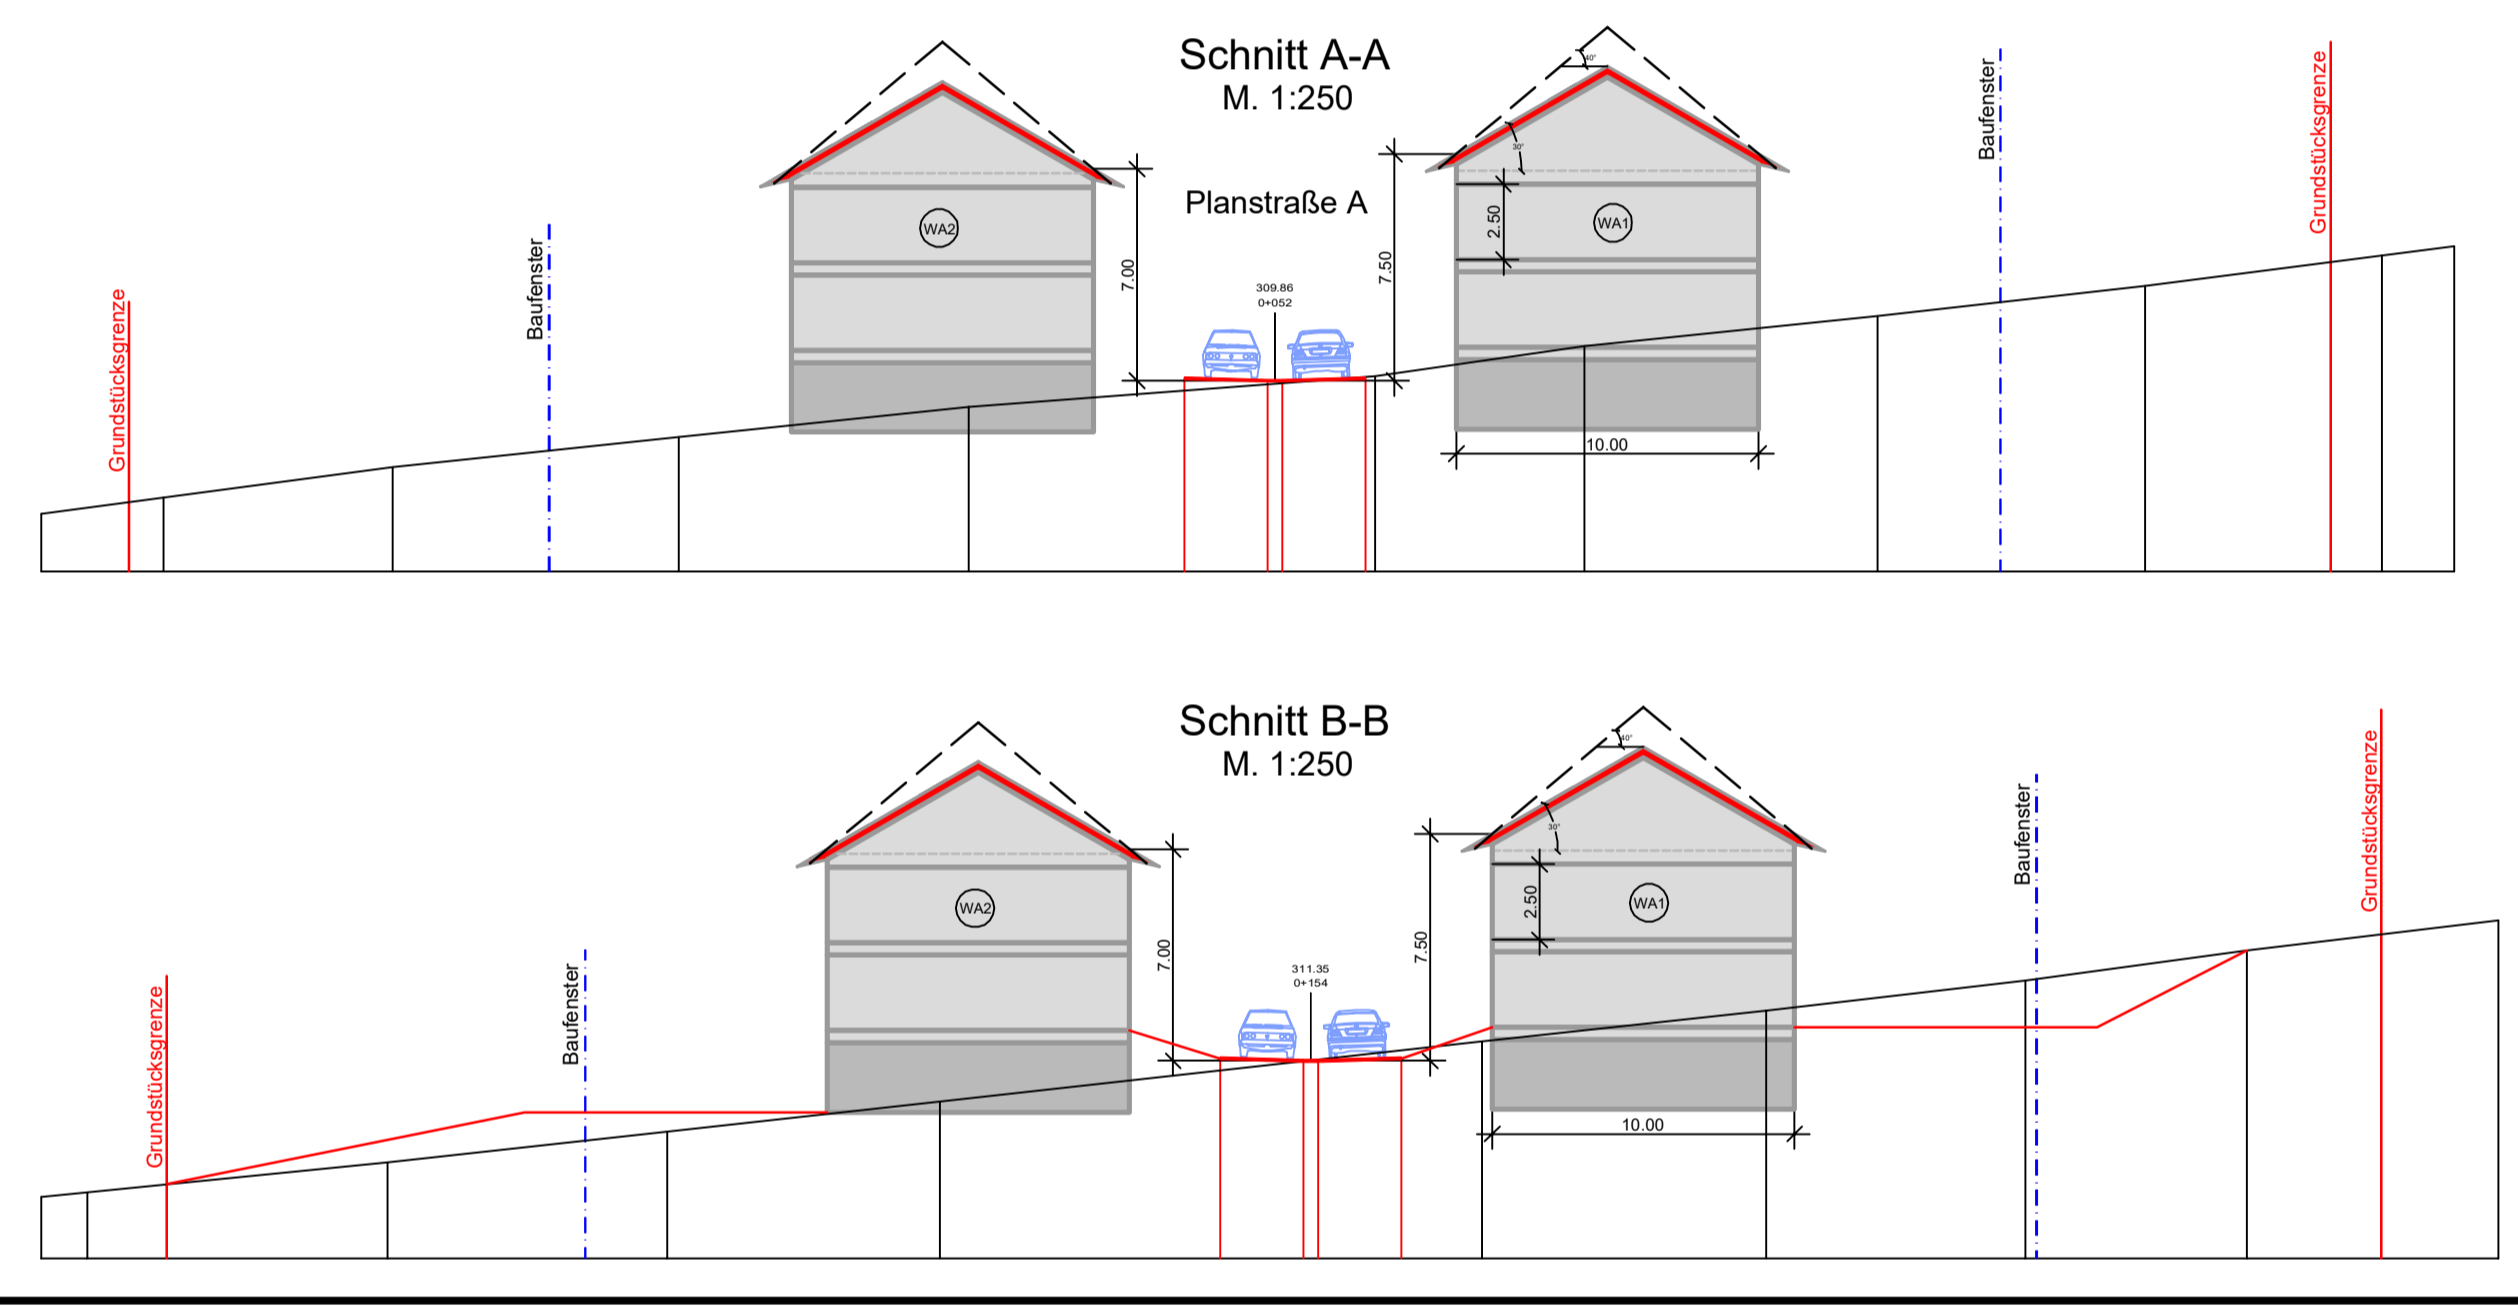 Schnitt A-A
M. 1:250
40°
Baufenster
Grundstücksgrenze
30°
Planstraße A
2.50
WA1
WA2
Baufenster
7.00
7.50
309.86
0+052
Grundstücksgrenze
10.00
Schnitt B-B
M. 1:250
40°
Baufenster
Grundstücksgrenze
30°
2.50
WA1
WA2
7.00
7.50
311.35
0+154
Baufenster
Grundstücksgrenze
10.00